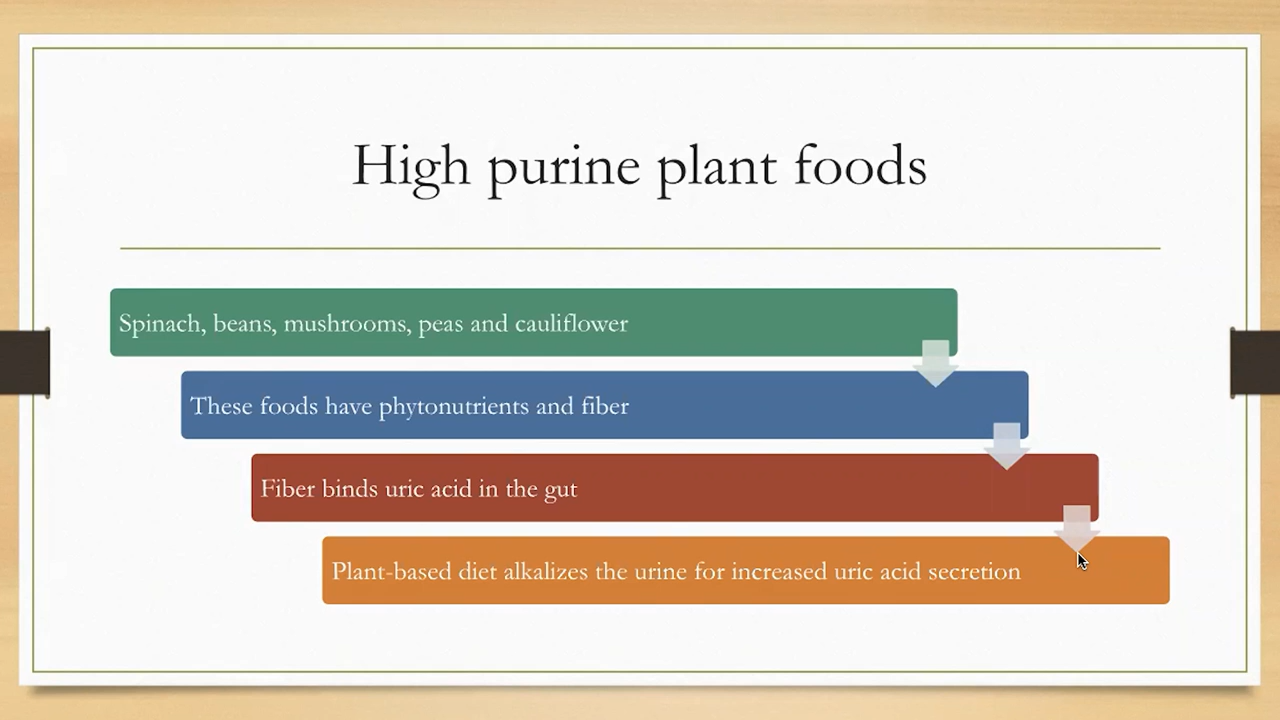 High purine plant foods
Spinach, beans, mushrooms, peas and cauliflower
These foods have phytonutrients and fiber
Fiber binds uric acid in the gut
Plant-based diet alkalizes the urine for increased uric acid secretion